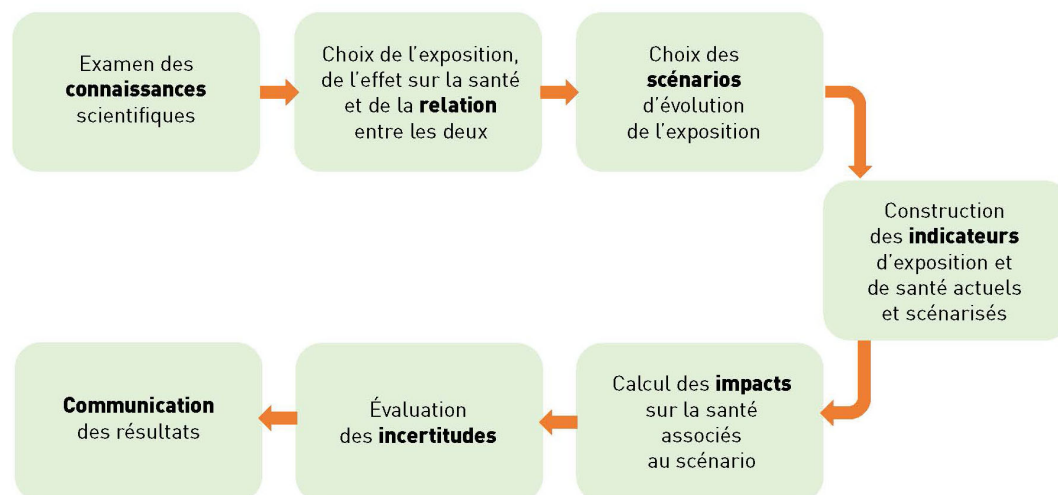 Examen des
connaissances
scientifiques
Choix de l’exposition,
de l’effet sur la santé
et de la relation
entre les deux
Choix des
scénarios
d’évolution
de l’exposition
Construction
des indicateurs
d’exposition et
de santé actuels
et scénarisés
Calcul des impacts
sur la santé
associés
au scénario
Évaluation
des incertitudes
Communication
des résultats